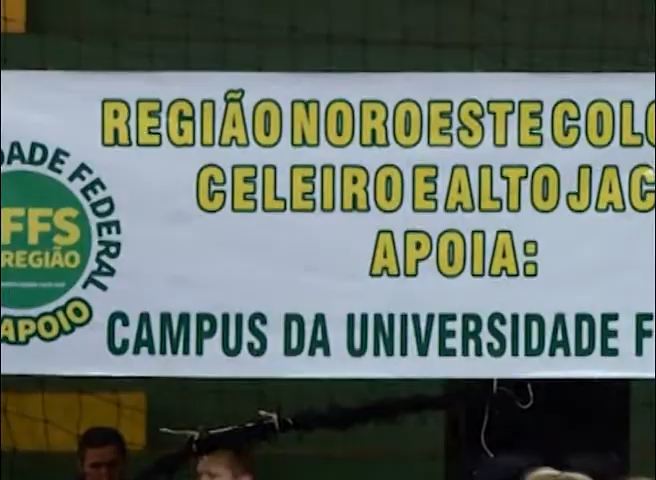 REGIÃO NOROESTE COLO
CELEIRO E ALTO JAC
APOIA:
CAMPUS DA UNIVERSIDADE F
DADE FEDERAL
FFS
REGIÃO
APOIO